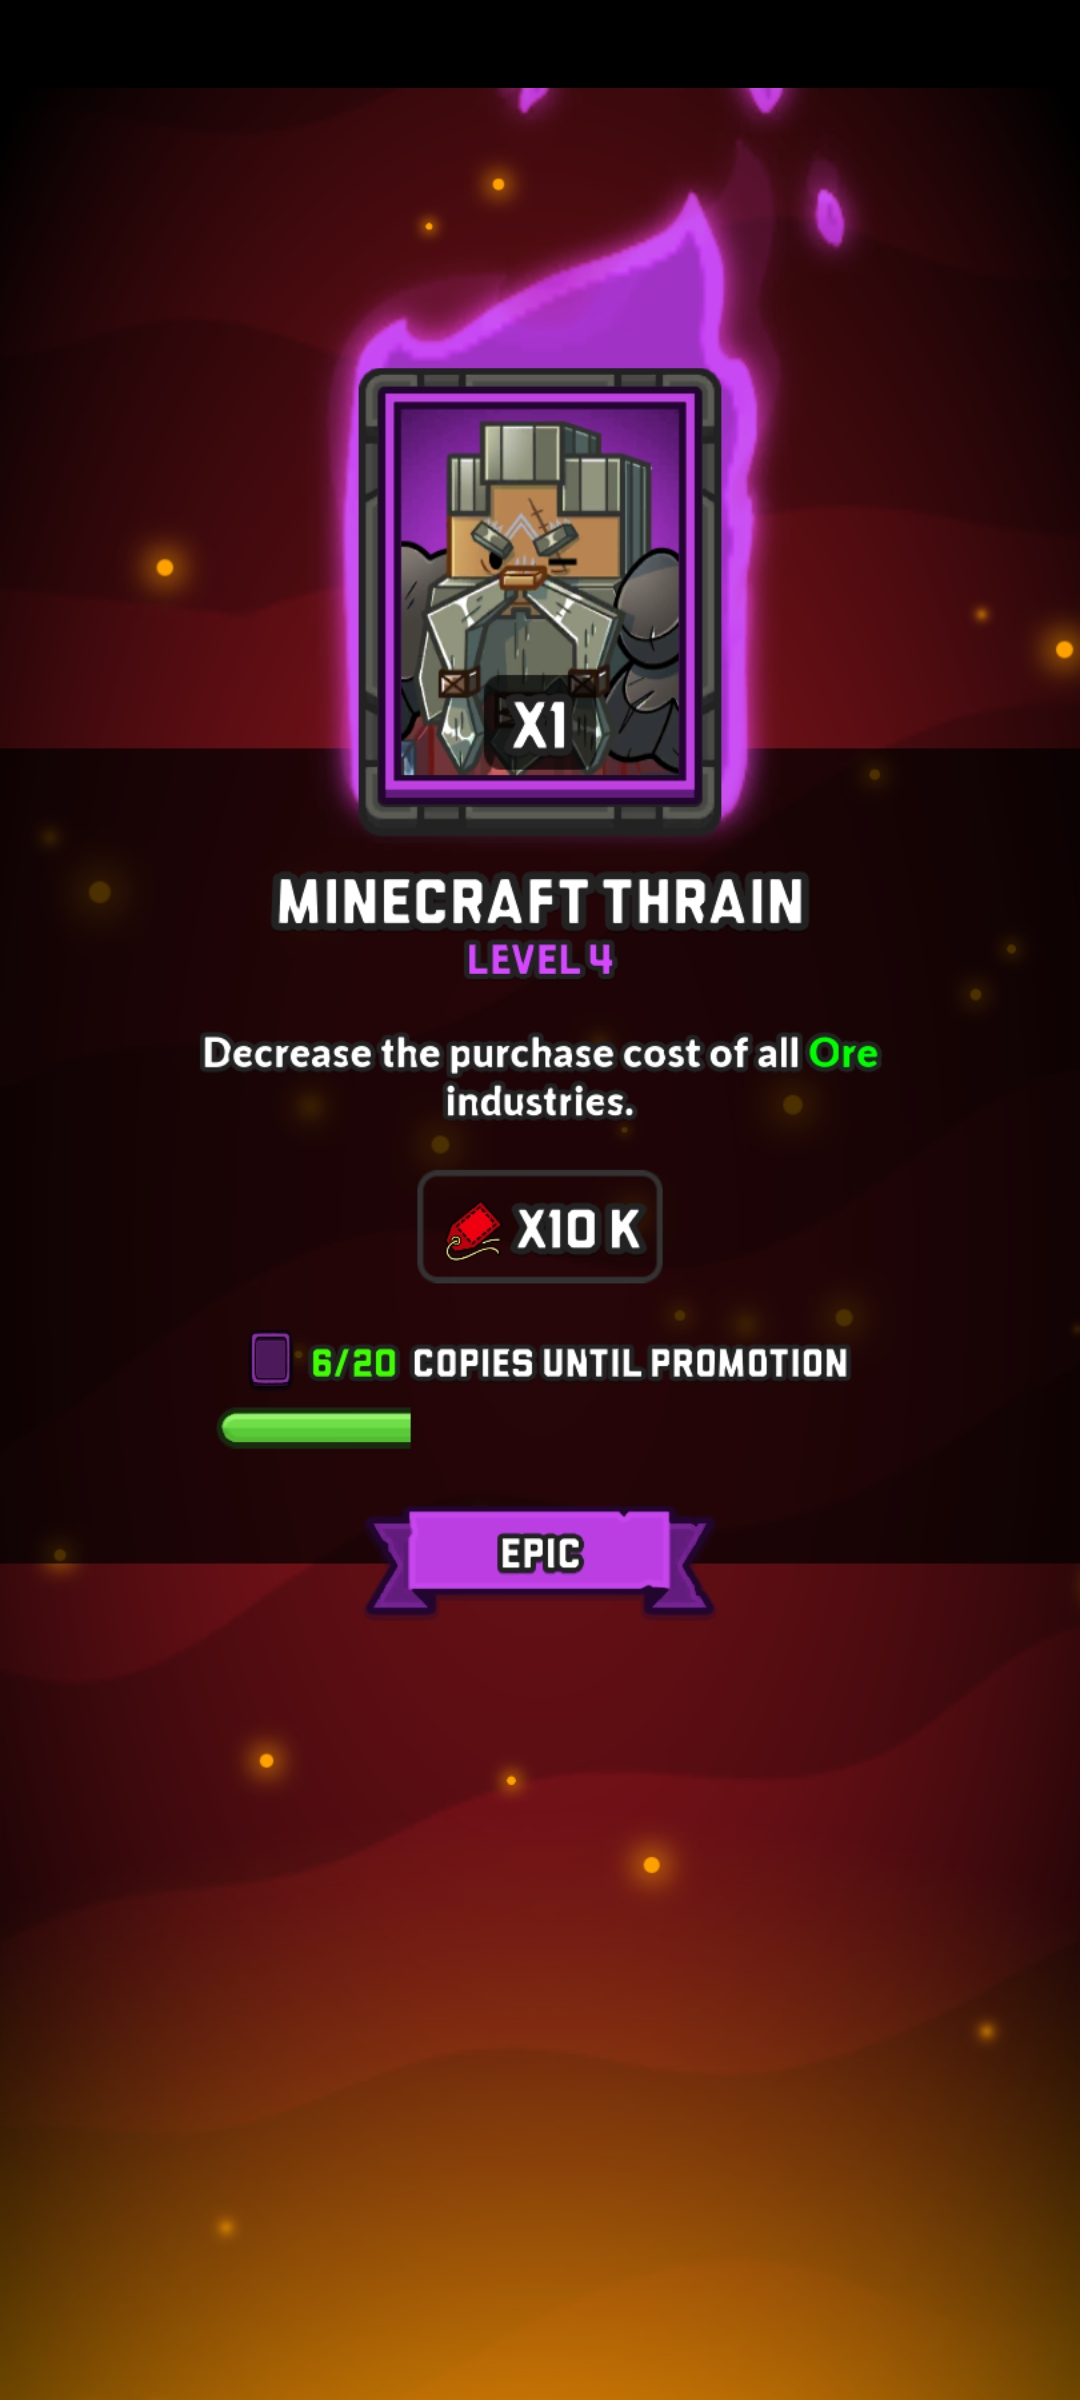 X1
MINECRAFT THRAIN
LEVEL 4
Decrease the purchase cost of all Ore
industries.
X10 K
6/20 COPIES UNTIL PROMOTION
EPIC